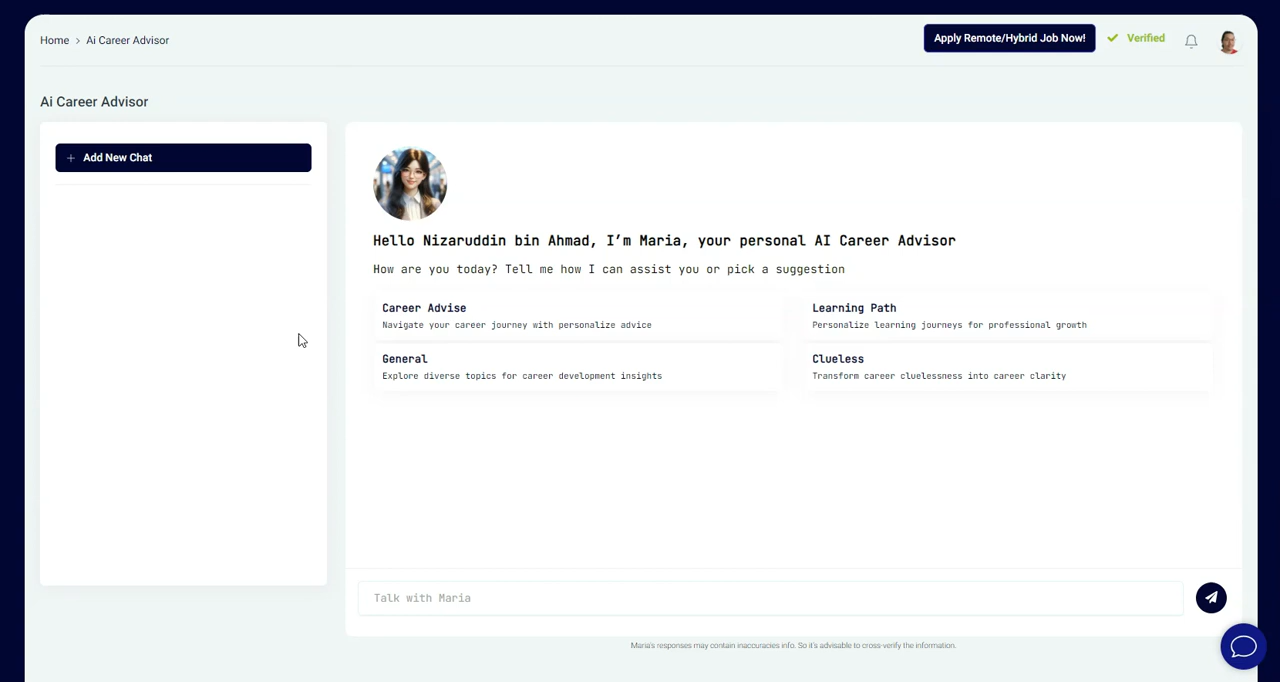 Home > Ai Career Advisor
Apply Remote/Hybrid Job Now!
Verified
Ai Career Advisor
+ Add New Chat
Hello Nizaruddin bin Ahmad, I’m Maria, your personal AI Career Advisor
How are you today? Tell me how I can assist you or pick a suggestion
Career Advise
Navigate your career journey with personalize advice
Learning Path
Personalize learning journeys for professional growth
General
Explore diverse topics for career development insights
Clueless
Transform career cluelessness into career clarity
Talk with Maria
Maria's responses may contain inaccuracies info. So it's advisable to cross-verify the information.